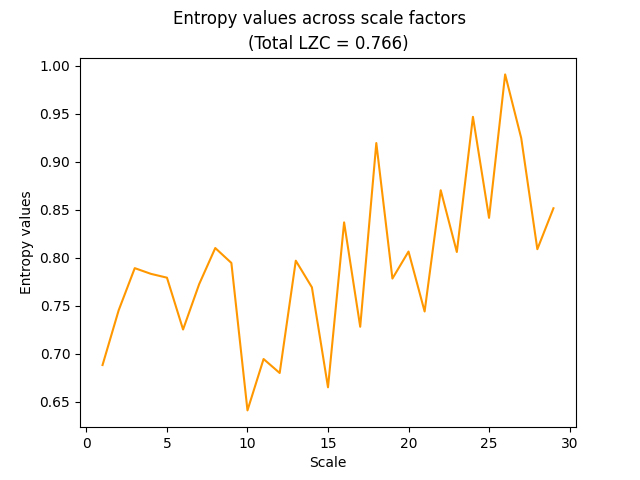 Entropy values across scale factors
(Total LZC = 0.766)
1.00
0.95
0.90
0.85
0.80
0.75
0.70
0.65
Entropy values
0 5 10 15 20 25 30
Scale